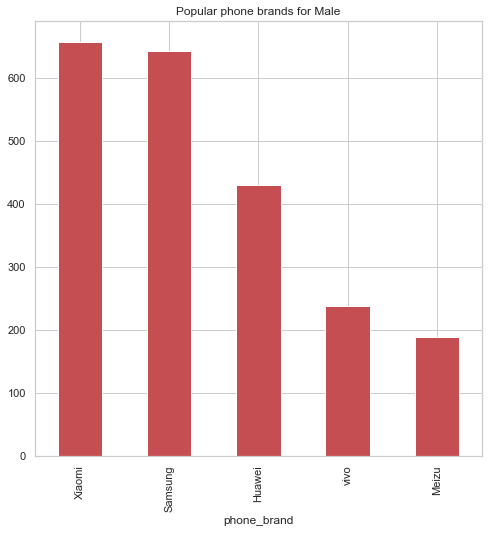 Popular phone brands for Male
600
500
400
300
200
100
0
Xiaomi
Samsung
Huawei
vivo
Meizu
phone_brand